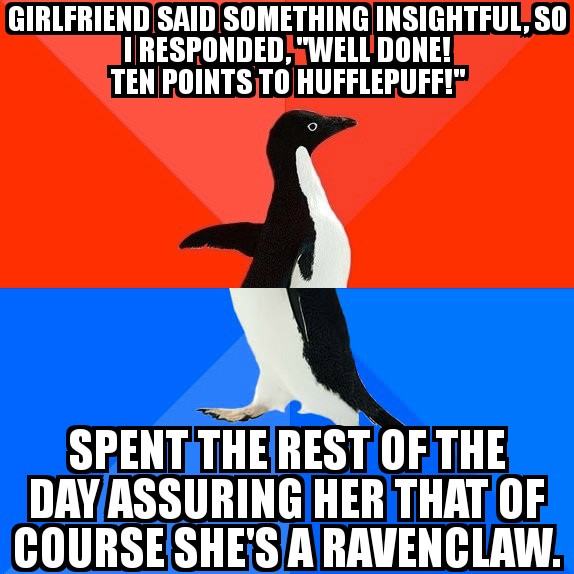 GIRLFRIEND SAID SOMETHING INSIGHTFUL, SO
I RESPONDED, "WELL DONE!
TEN POINTS TO HUFFLEPUFF!"
SPENT THE REST OF THE
DAY ASSURING HER THAT OF
COURSE SHE'S A RAVENCLAW.